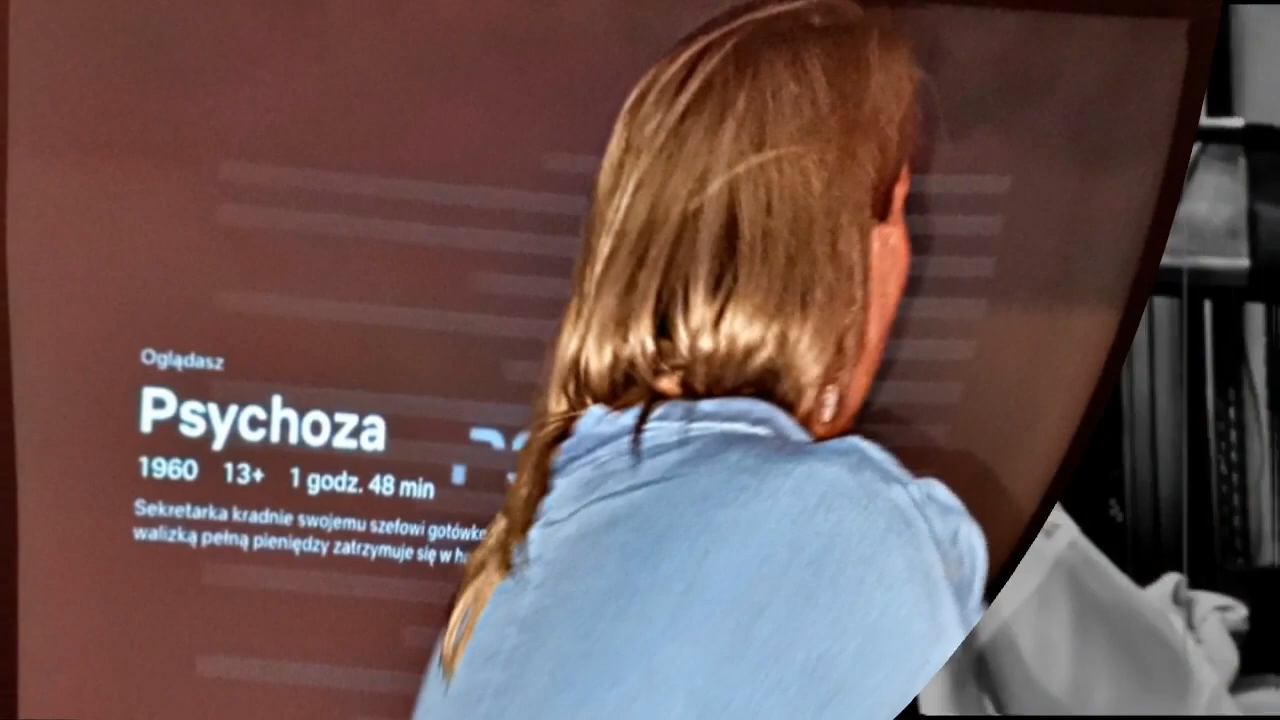 Oglądasz
Psychoza
1960 13+ 1 godz. 48 min
Sekretarka kradnie swojemu szefowi gotówkę
walizką pełną pieniędzy zatrzymuje się w